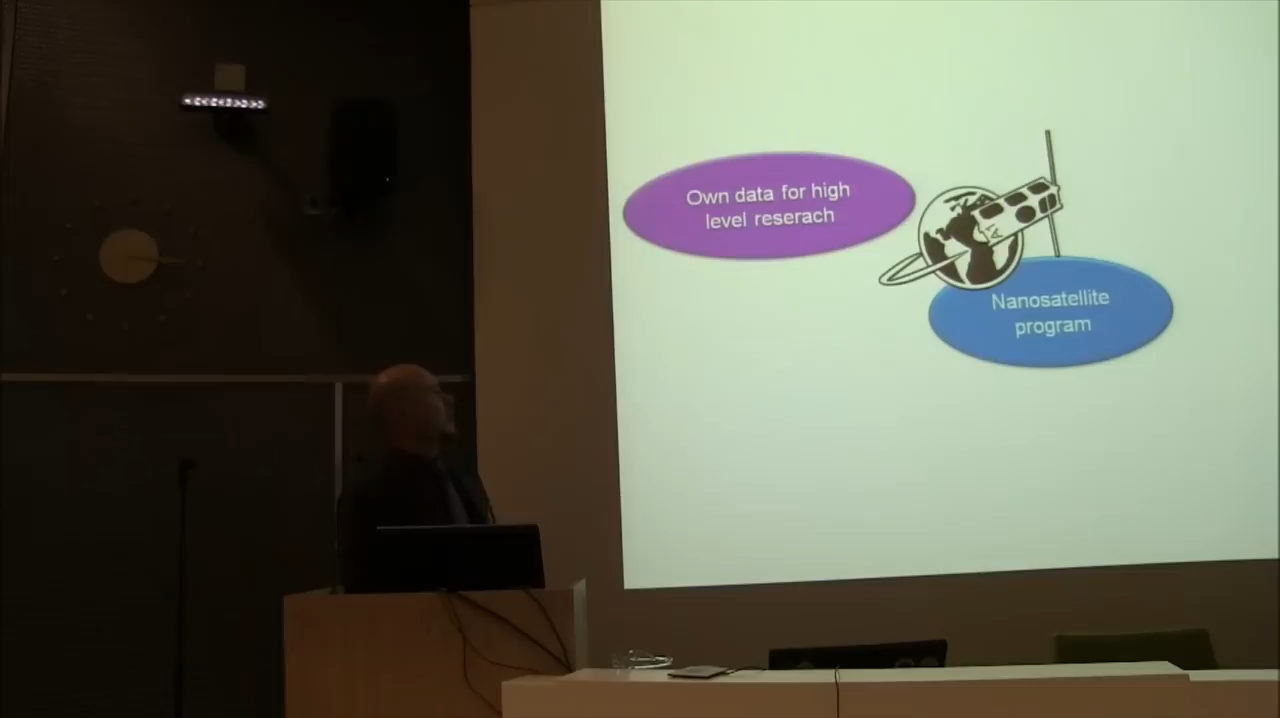 Own data for high
level reserach
Nanosatellite
program